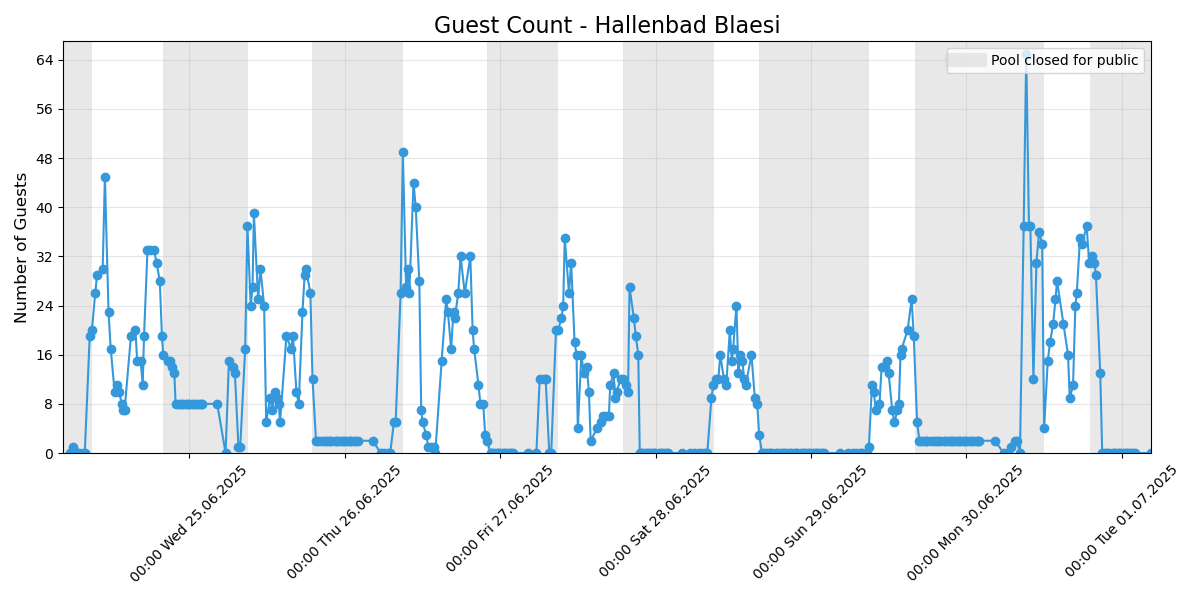 Guest Count - Hallenbad Blaesi
Pool closed for public
Number of Guests
64
56
48
40
32
24
16
8
0
00:00 Wed 25.06.2025
00:00 Thu 26.06.2025
00:00 Fri 27.06.2025
00:00 Sat 28.06.2025
00:00 Sun 29.06.2025
00:00 Mon 30.06.2025
00:00 Tue 01.07.2025